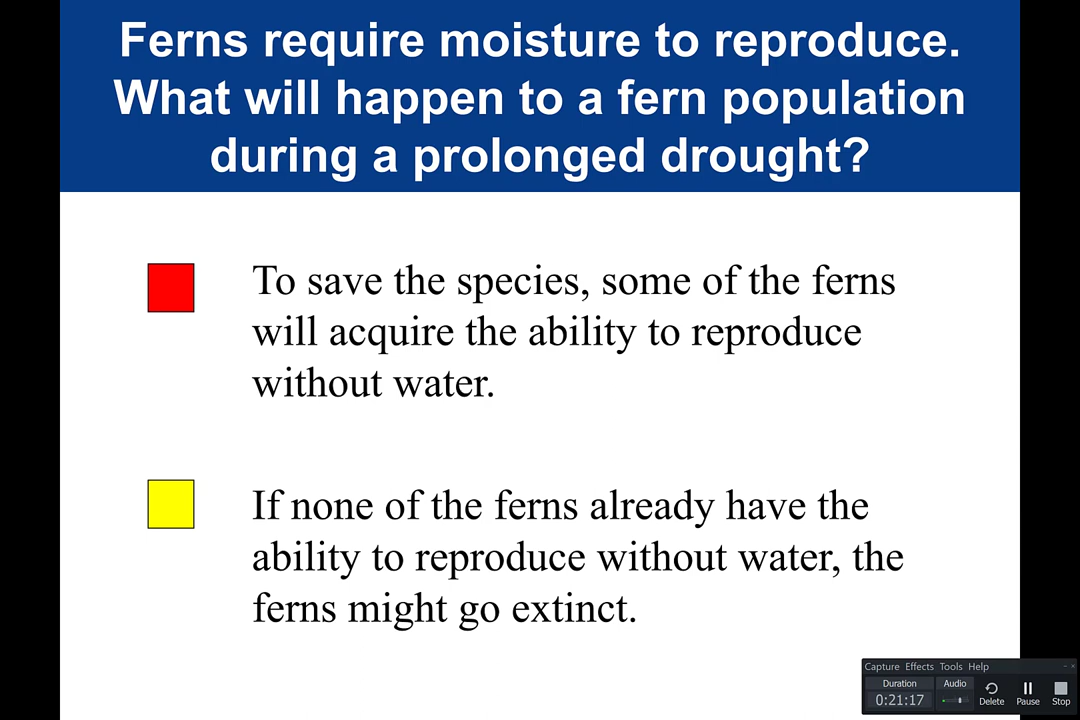 Ferns require moisture to reproduce.
What will happen to a fern population
during a prolonged drought?
To save the species, some of the ferns
will acquire the ability to reproduce
without water.
If none of the ferns already have the
ability to reproduce without water, the
ferns might go extinct.
Capture Effects Tools Help
Duration Audio
0:21:17 Delete Pause Stop